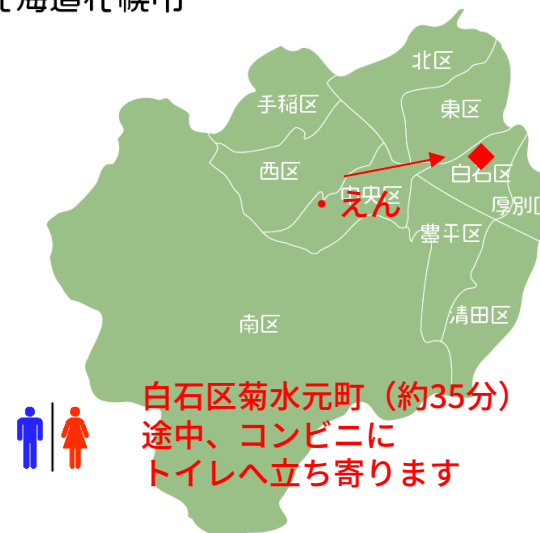 北海道札幌市
北区
手稲区
東区
西区
白石区
中央区
えん
厚別区
豊平区
清田区
南区
白石区菊水元町（約35分）
途中、コンビニに
トイレへ立ち寄ります